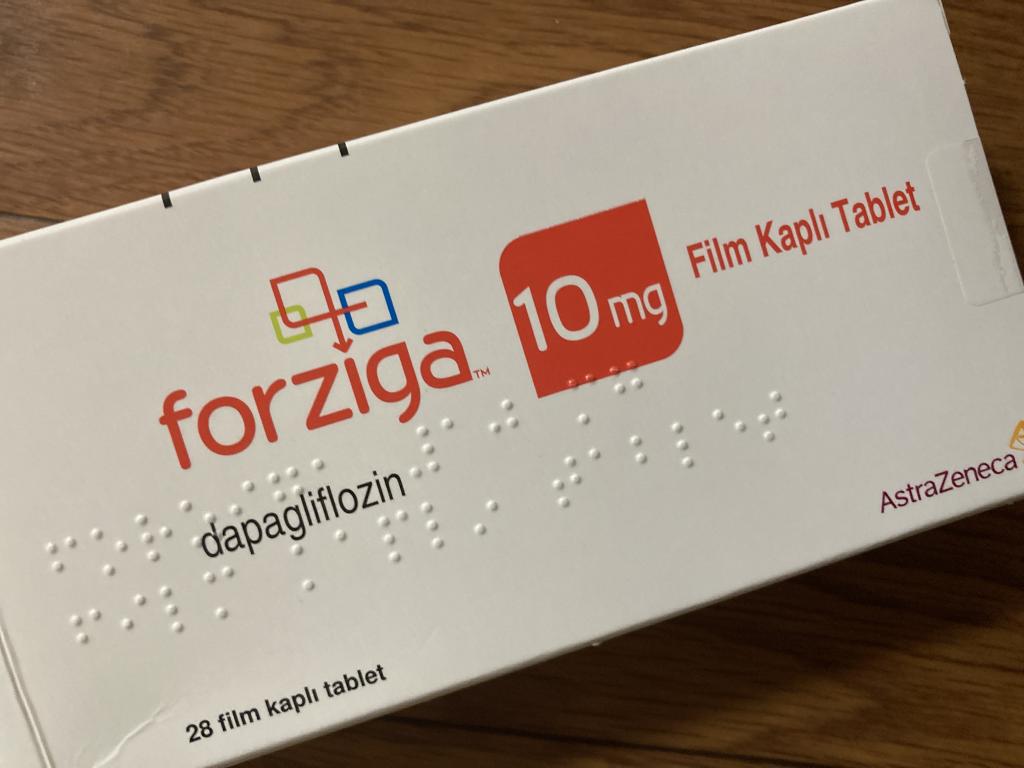 forziga™
10 mg
Film Kaplı Tablet
dapagliflozin
AstraZeneca
28 film kaplı tablet